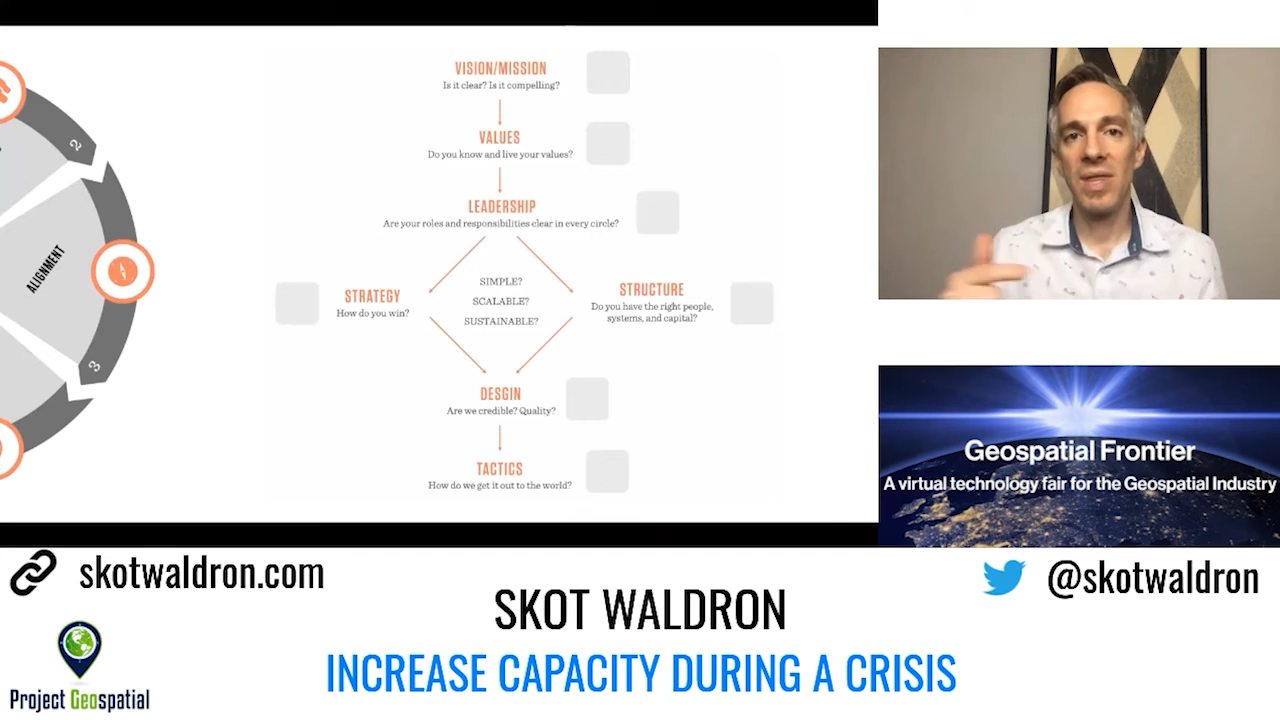 VISION/MISSION
Is it clear? Is it compelling?
VALUES
Do you know and live your values?
LEADERSHIP
Are your roles and responsibilities clear in every circle?
SIMPLE?
SCALABLE?
SUSTAINABLE?
STRATEGY
How do you win?
STRUCTURE
Do you have the right people,
systems, and capital?
DESGIN
Are we credible? Quality?
TACTICS
How do we get it out to the world?
2
ALIGNMENT
3
Geospatial Frontier
A virtual technology fair for the Geospatial Industry
skotwaldron.com
@skotwaldron
SKOT WALDRON
INCREASE CAPACITY DURING A CRISIS
Project Geospatial